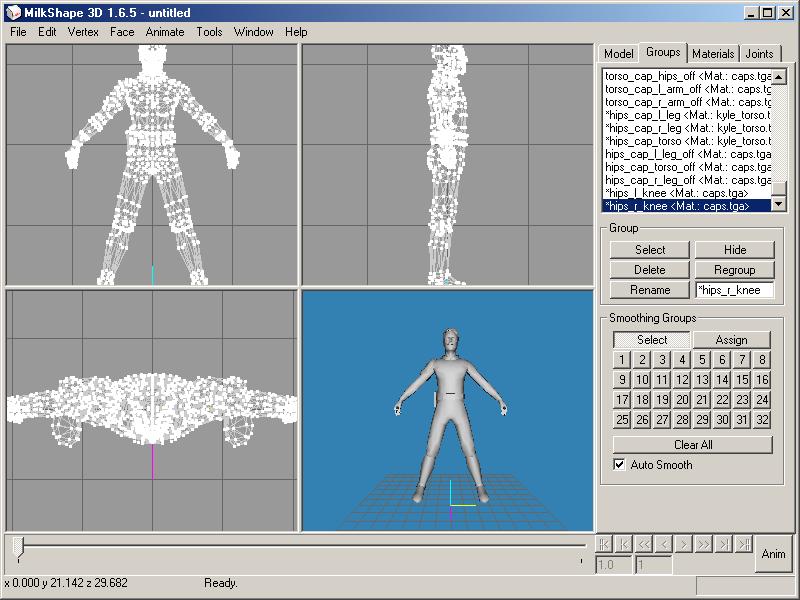 MilkShape 3D 1.6.5 - untitled
File Edit Vertex Face Animate Tools Window Help
Model Groups Materials Joints
torso_cap_hips_off <Mat.: caps.tga
torso_cap_l_arm_off <Mat.: caps.tg
torso_cap_r_arm_off <Mat.: caps.tg
*hips_cap_l_leg <Mat.: kyle_torso.t
*hips_cap_r_leg <Mat.: kyle_torso.t
*hips_cap_torso <Mat.: kyle_torso.t
hips_cap_l_leg_off <Mat.: caps.tga
hips_cap_torso_off <Mat.: caps.tga
hips_cap_r_leg_off <Mat.: caps.tga
*hips_l_knee <Mat.: caps.tga>
*hips_r_knee <Mat.: caps.tga>
Group
Select Hide
Delete Regroup
Rename *hips_r_knee
Smoothing Groups
Select Assign
1 2 3 4 5 6 7 8
9 10 11 12 13 14 15 16
17 18 19 20 21 22 23 24
25 26 27 28 29 30 31 32
Clear All
Auto Smooth
|< |< << < > >> >| >|
1.0 1 Anim
x 0.000 y 21.142 z 29.682 Ready.